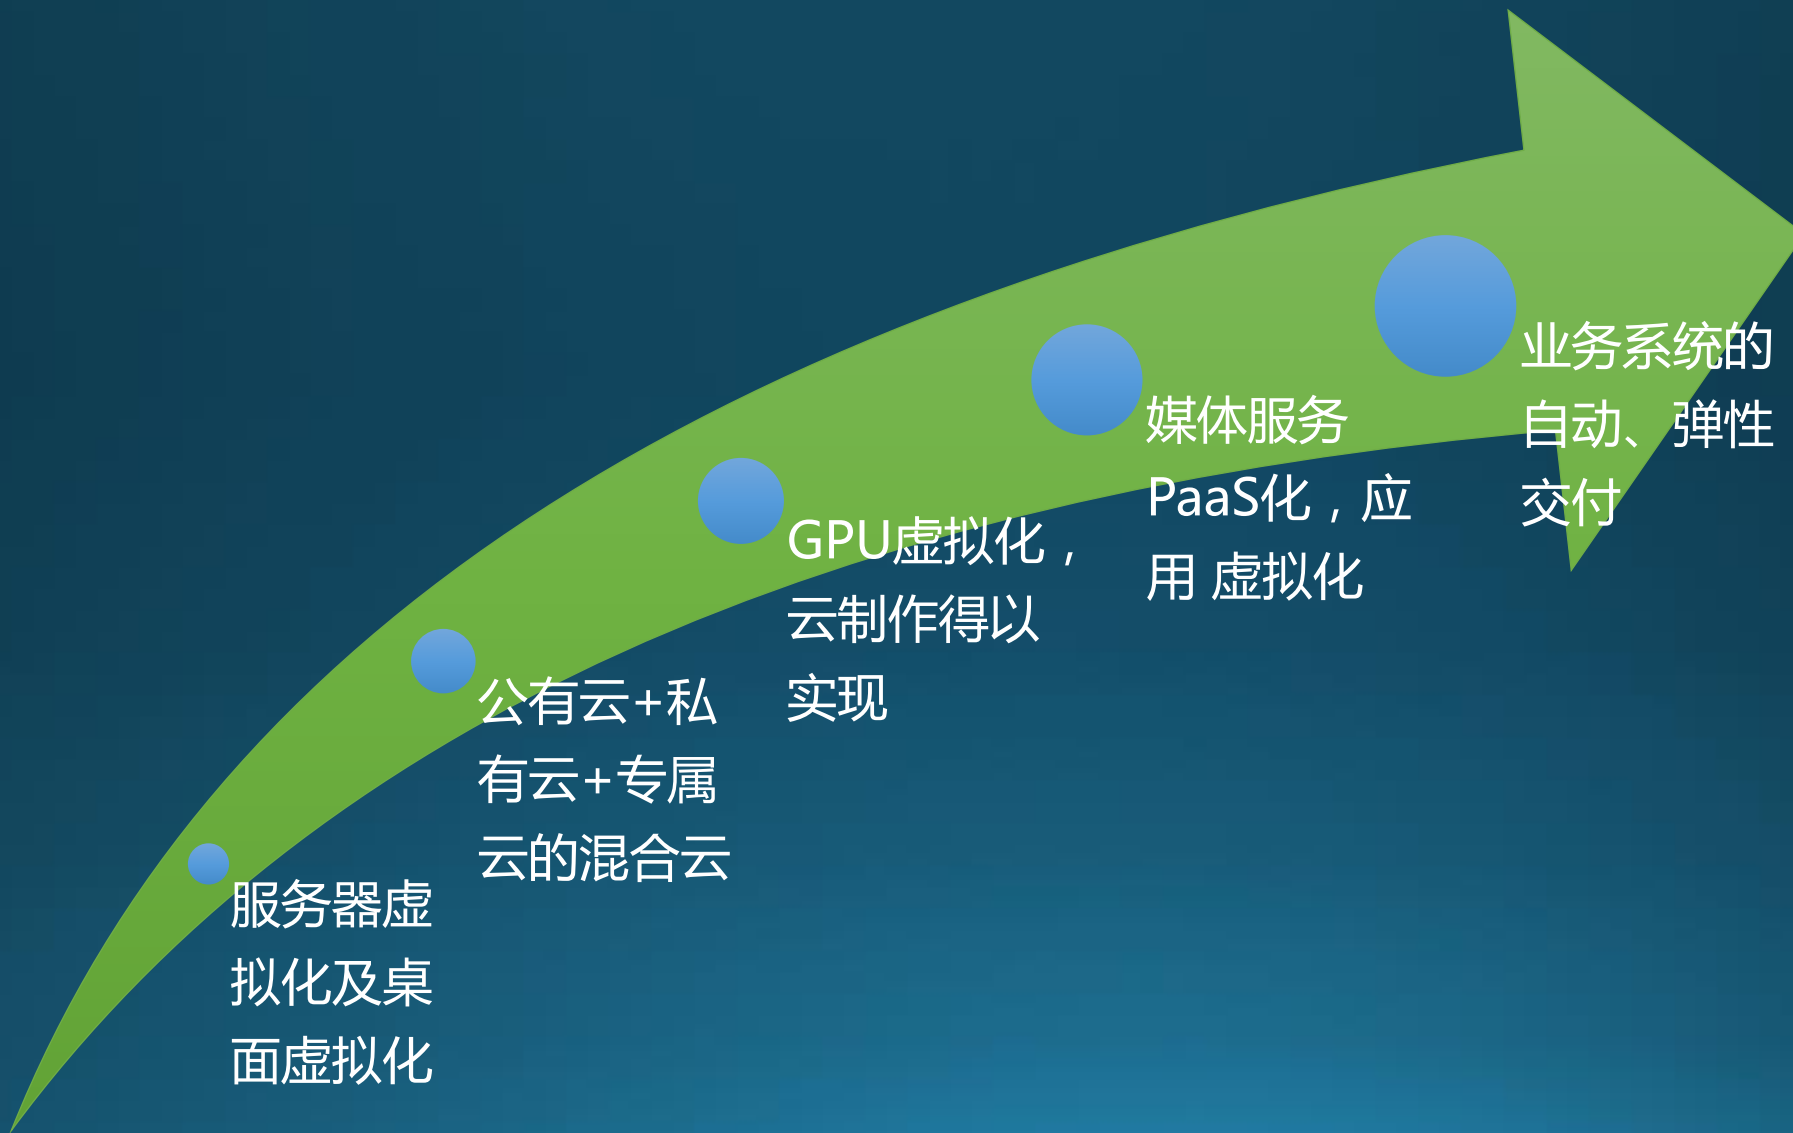 服务器虚
拟化及桌
面虚拟化
公有云+私
有云+专属
云的混合云
GPU虚拟化，
云制作得以
实现
媒体服务
PaaS化，应
用 虚拟化
业务系统的
自动、弹性
交付